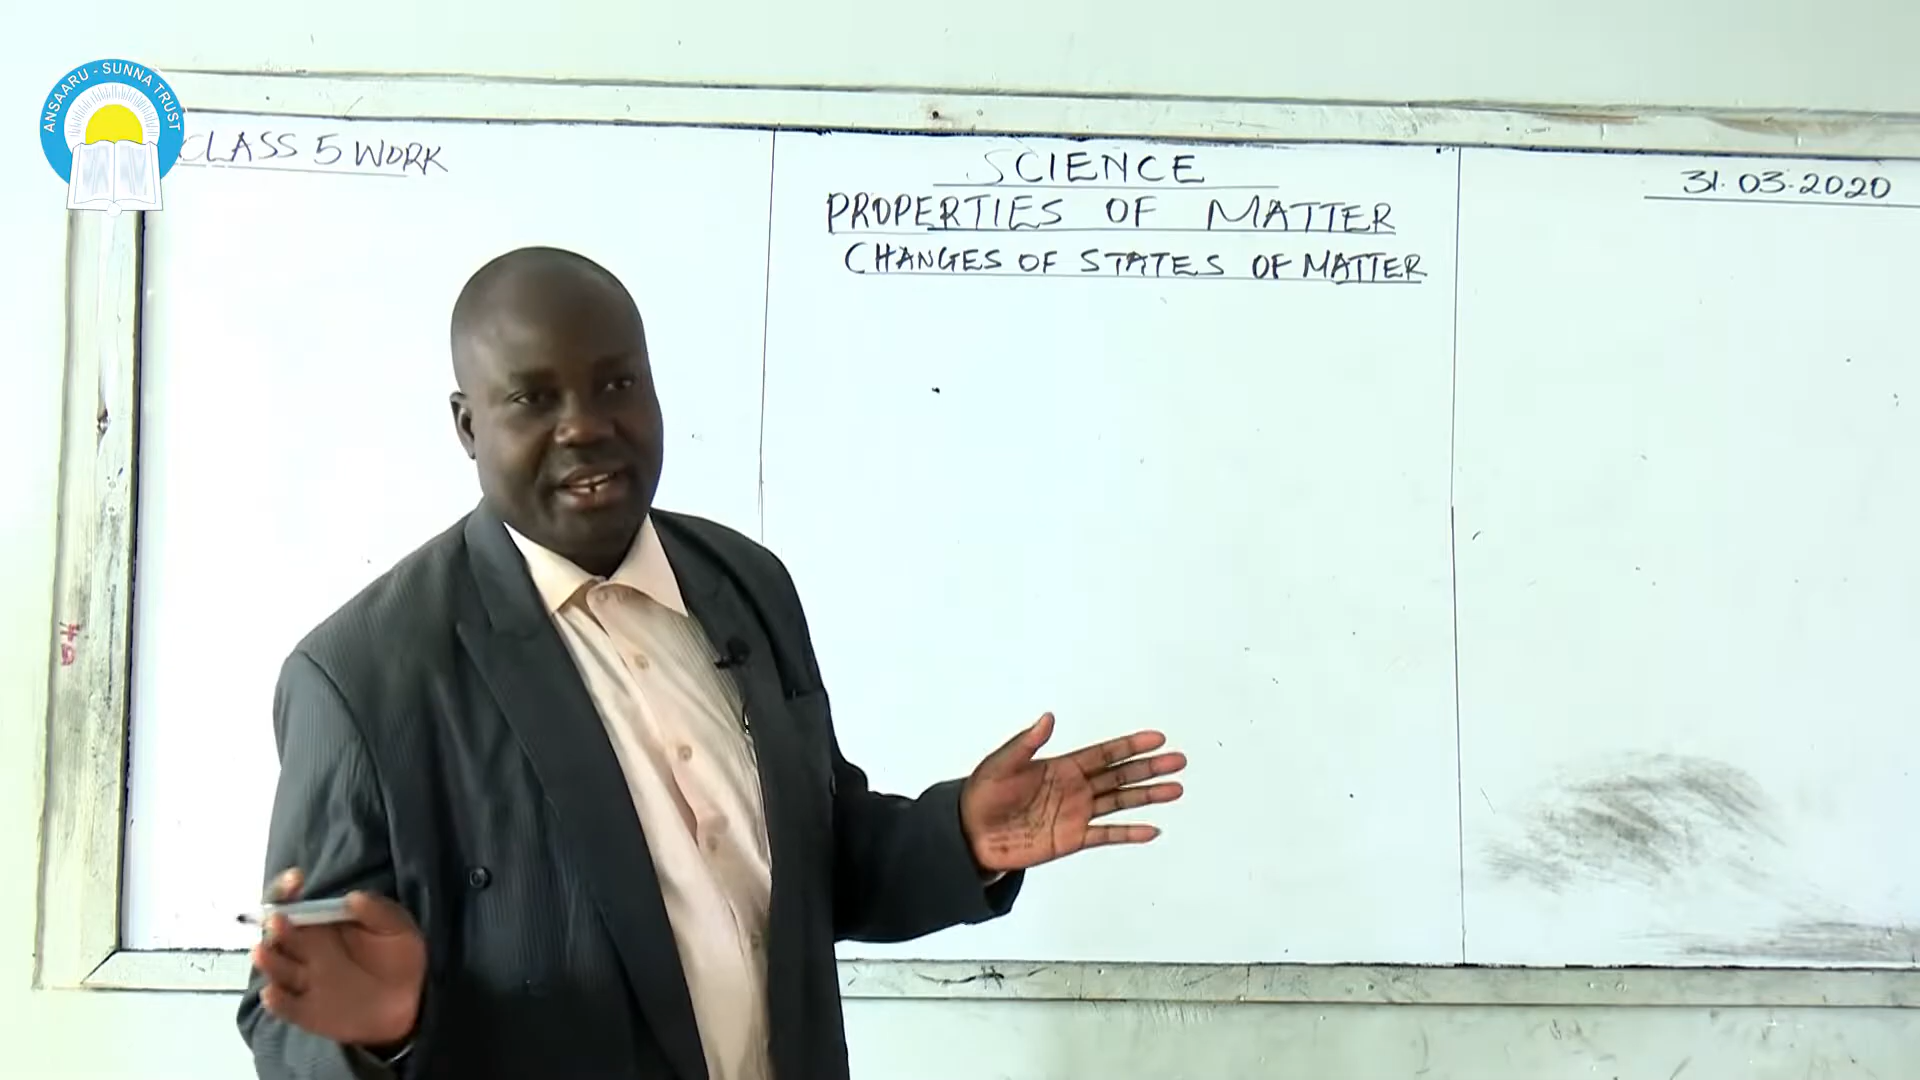 ANSAARU - SUNNA TRUST
CLASS 5 WORK
SCIENCE
PROPERTIES OF MATTER
CHANGES OF STATES OF MATTER
31.03.2020